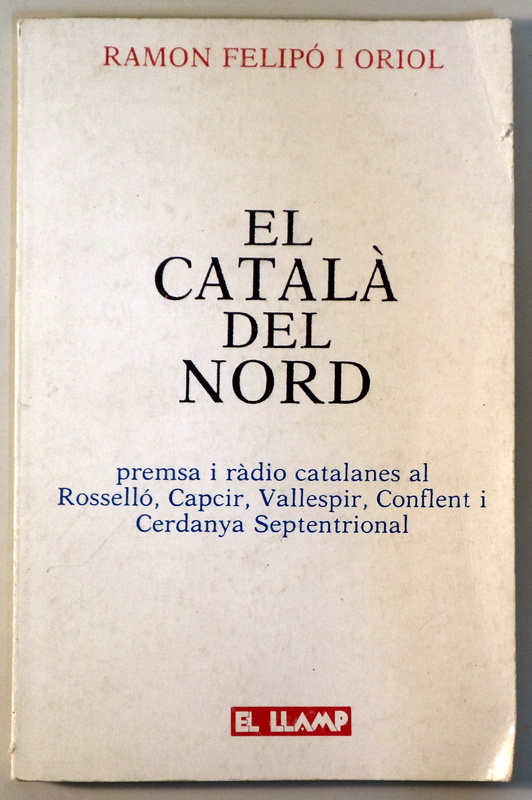 RAMON FELIPÓ I ORIOL
EL
CATALÀ
DEL
NORD
premsa i ràdio catalanes al
Rosselló, Capcir, Vallespir, Conflent i
Cerdanya Septentrional
EL LLAMP